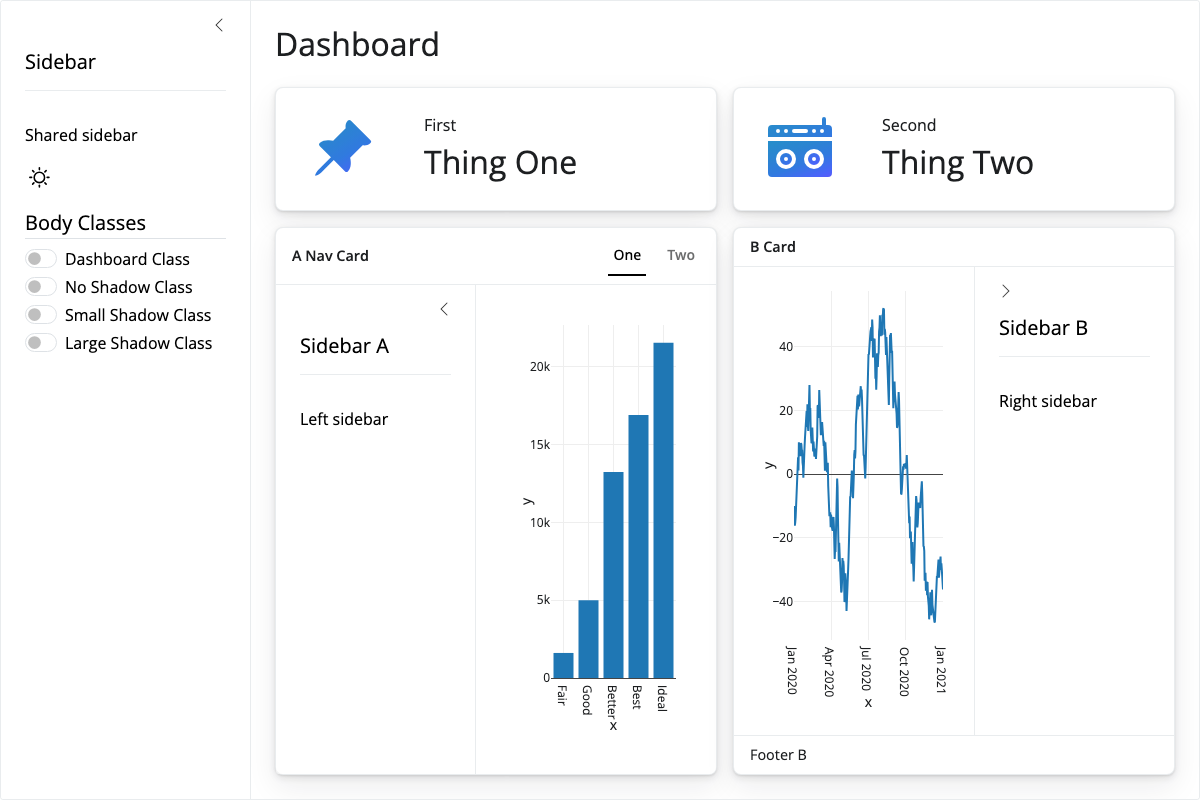 Sidebar
Shared sidebar
Body Classes
Dashboard Class
No Shadow Class
Small Shadow Class
Large Shadow Class
Dashboard
First
Thing One
Second
Thing Two
A Nav Card
One
Two
Sidebar A
Left sidebar
20k
15k
10k
5k
0
y
Fair
Good
Better
Best
Ideal
x
B Card
40
20
0
−20
−40
y
Jan 2020
Apr 2020
Jul 2020
Oct 2020
Jan 2021
x
Sidebar B
Right sidebar
Footer B